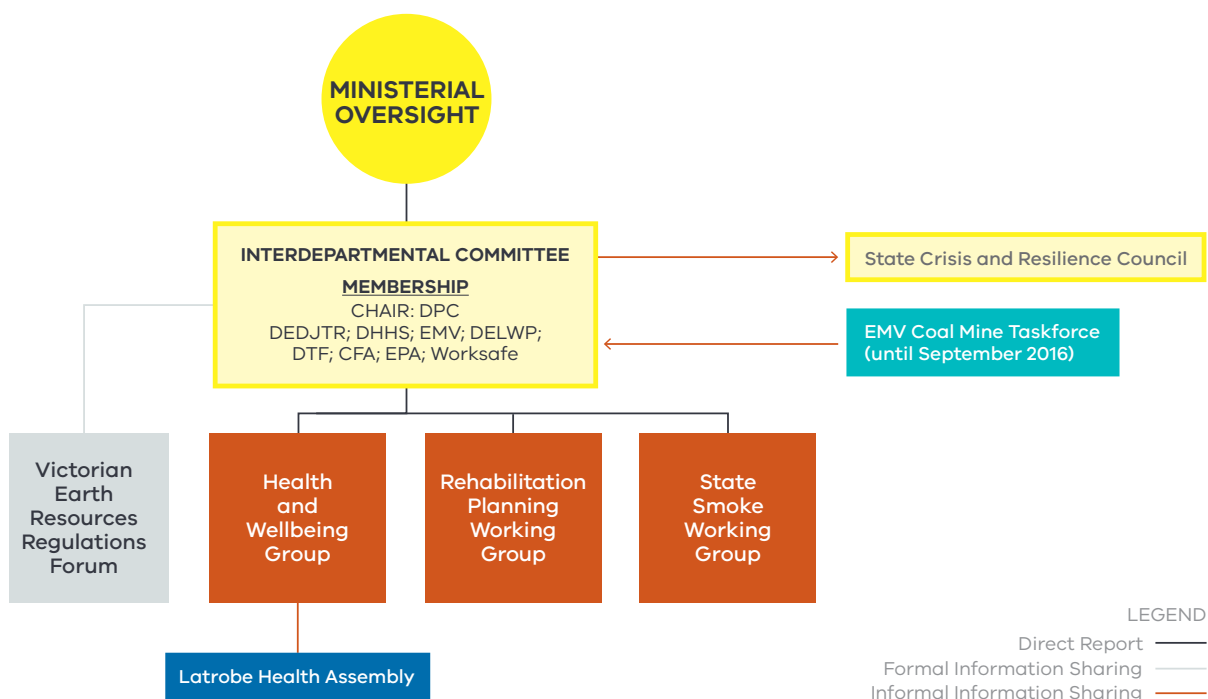 MINISTERIAL
OVERSIGHT
INTERDEPARTMENTAL COMMITTEE
MEMBERSHIP
CHAIR: DPC
DEDJTR; DHHS; EMV; DELWP;
DTF; CFA; EPA; Worksafe
State Crisis and Resilience Council
EMV Coal Mine Taskforce
(until September 2016)
Victorian
Earth
Resources
Regulations
Forum
Health
and
Wellbeing
Group
Rehabilitation
Planning
Working
Group
State
Smoke
Working
Group
Latrobe Health Assembly
LEGEND
Direct Report
Formal Information Sharing
Informal Information Sharing